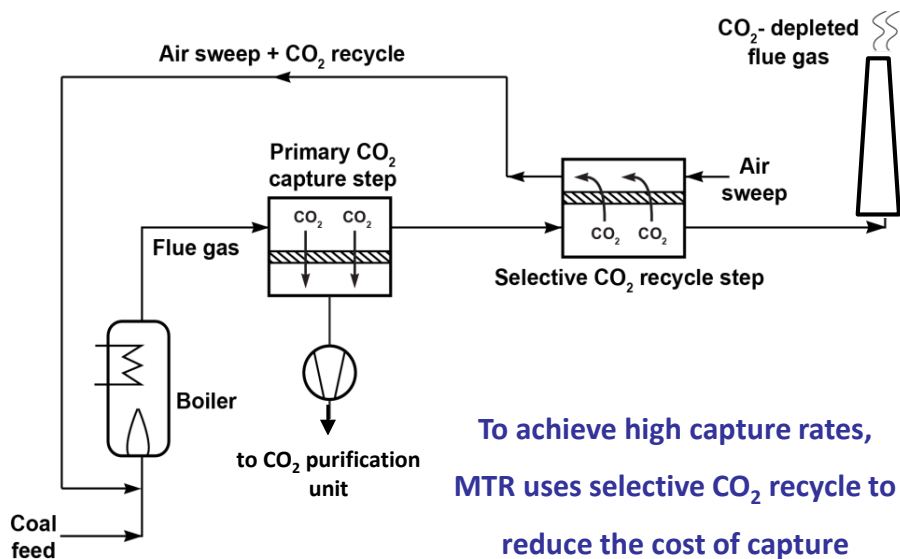 CO₂- depleted
flue gas
Air sweep + CO₂ recycle
Primary CO₂
capture step
Air
sweep
CO₂ CO₂
CO₂ CO₂
Flue gas
Selective CO₂ recycle step
Boiler
to CO₂ purification
unit
Coal
feed
To achieve high capture rates,
MTR uses selective CO₂ recycle to
reduce the cost of capture